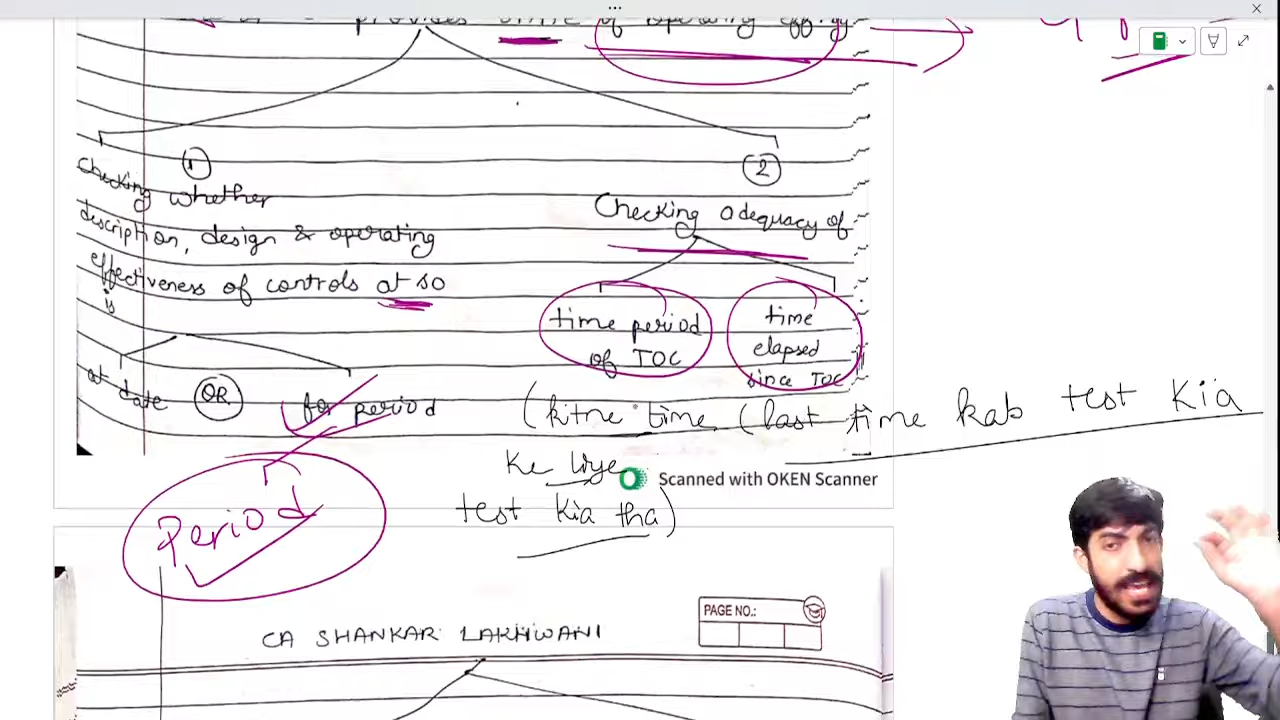 provides of operating
①
②
Checking whether
description, design & operating
effectiveness of controls at SO
is
at date
OR
for period
Checking adequacy of
time period
of TOC
time
elapsed
since TOC
(kitne time
ke liye
test kia tha)
(last time kab test kia
Scanned with OKEN Scanner
Period
PAGE NO.:
CA SHANKAR LAKHWANI